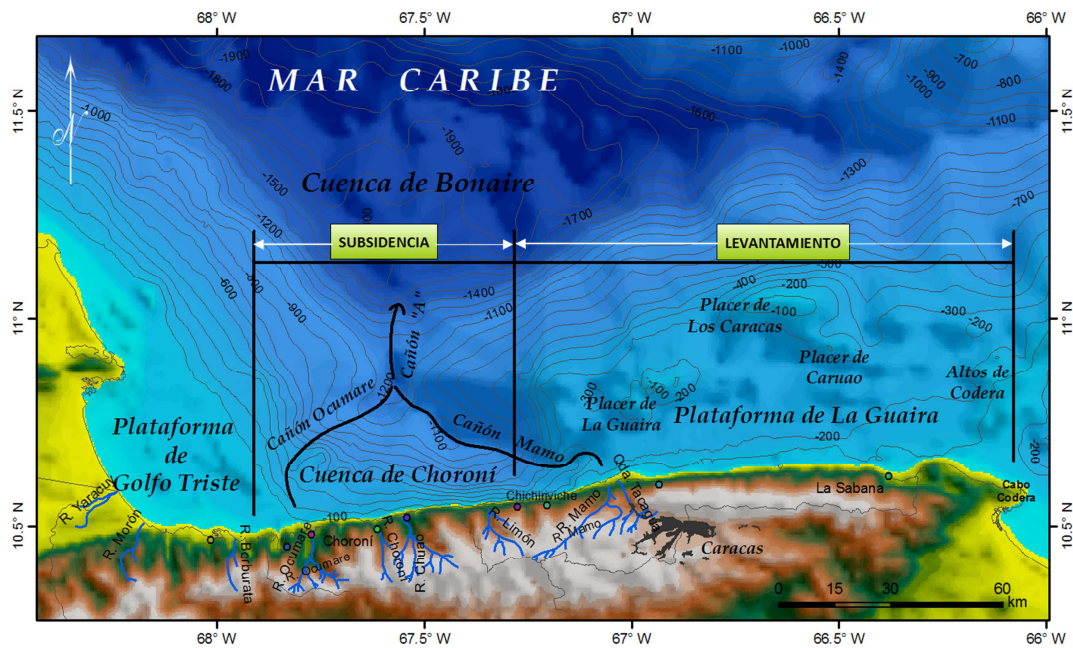 68° W
67.5° W
67° W
66.5° W
66° W
-1900
-1800
MAR CARIBE
-1100
-1000
-1400
-700
-900
-1000
-800
11.5° N
-1000
-1600
-1100
11.5° N
-1900
-1300
-1500
Cuenca de Bonaire
-700
-1200
-1700
SUBSIDENCIA
LEVANTAMIENTO
-600
-400
-200
-1400
-900
Cañón "A"
-1100
-100
Placer de
Los Caracas
-300
-200
11° N
11° N
Placer de
Caruao
Altos de
Codera
-1200
-100
-200
-300
Cañón Ocumare
Placer de
La Guaira
Plataforma de La Guaira
Plataforma
de
Golfo Triste
-1100
Cañón Mamo
-200
-200
Cuenca de Choroní
R. Yaracuy
Chichiriviche
Qda. Tacagua
La Sabana
Cabo
Codera
10.5° N
R. Morón
R. Borburata
R. Ocumare
-100
Choroní
R. Ocumare
R. Choroní
R. Limón
R. Mamo
R. Mamo
Caracas
10.5° N
0 15 30 60
km
68° W
67.5° W
67° W
66.5° W
66° W